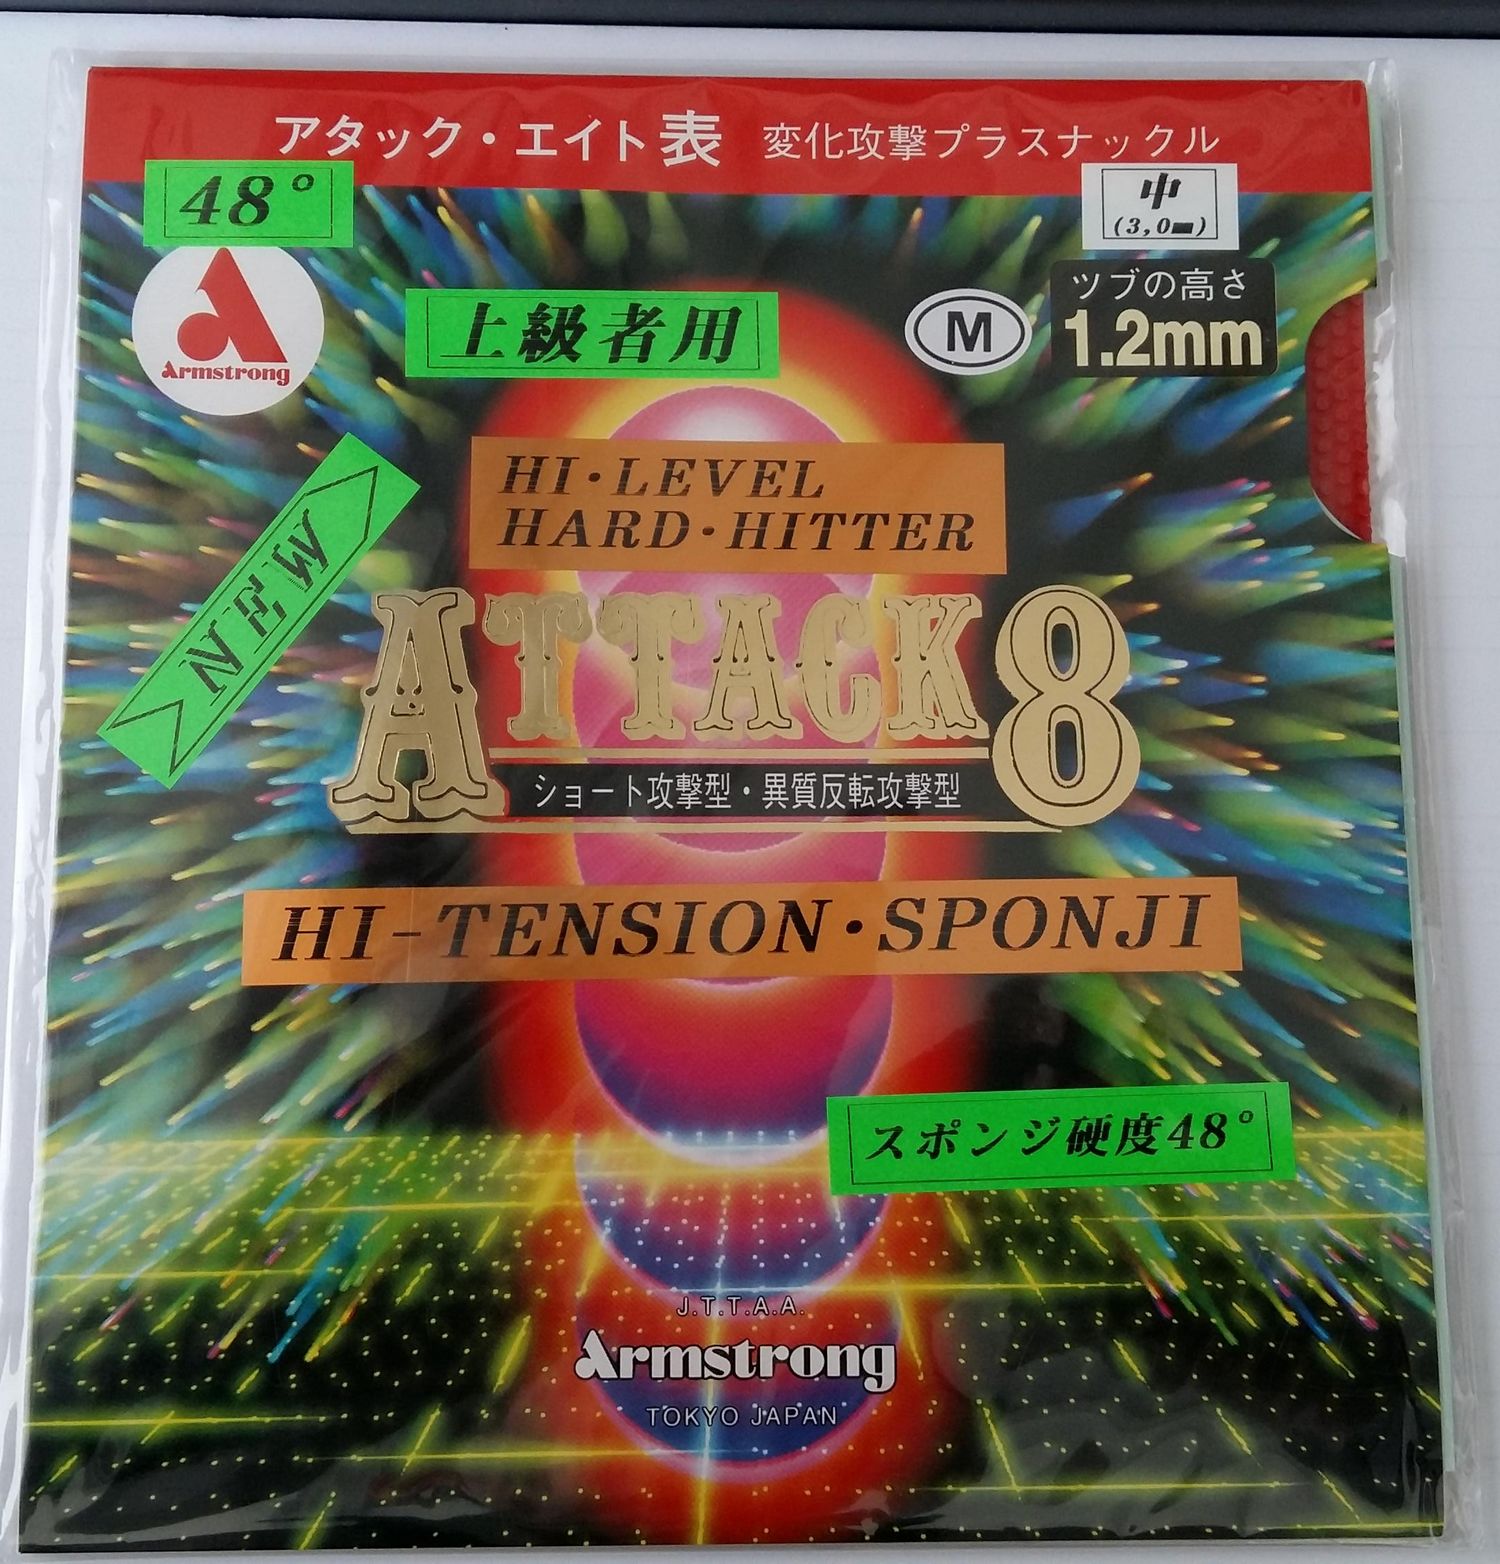 アタック・エイト表 変化攻撃プラスナックル
48°
中
(3,0㎜)
Armstrong
上級者用
M
ツブの高さ
1.2mm
HI・LEVEL
HARD・HITTER
NEW
ATTACK8
ショート攻撃型・異質反転攻撃型
HI-TENSION・SPONJI
スポンジ硬度48°
J.T.T.A.A.
Armstrong
TOKYO JAPAN